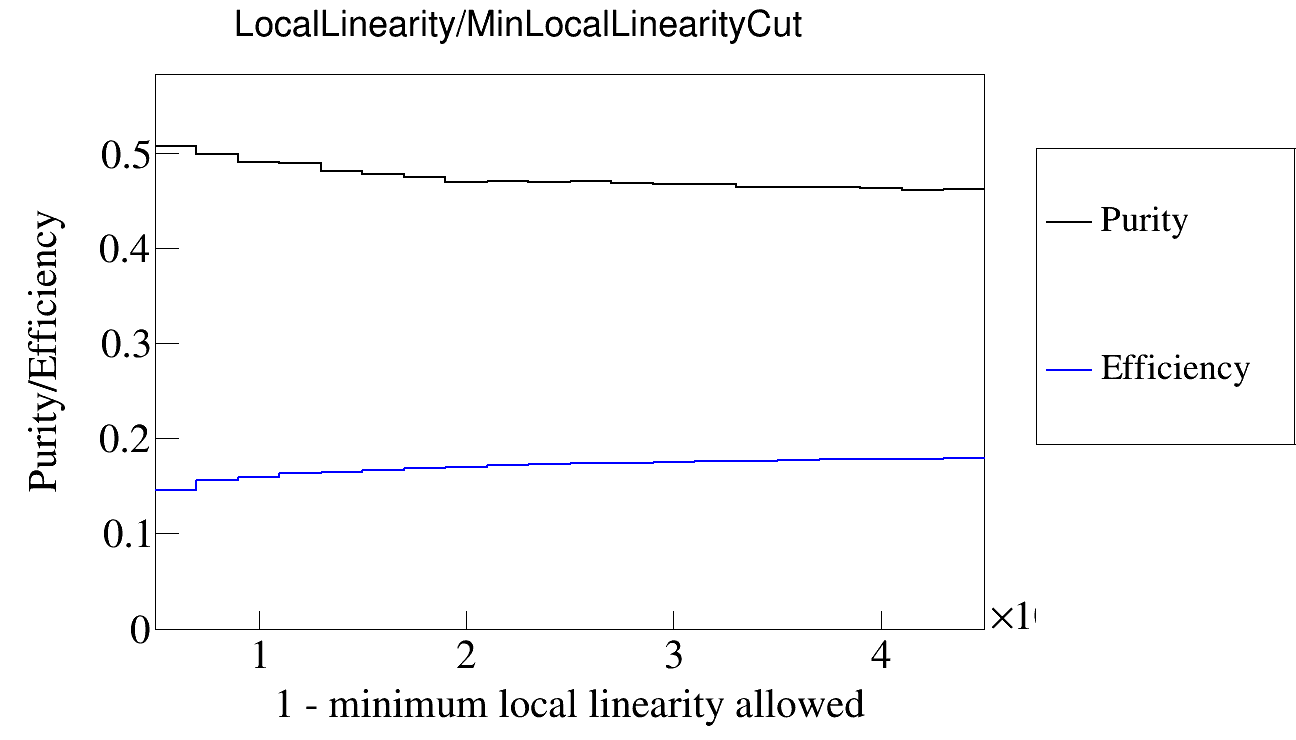 LocalLinearity/MinLocalLinearityCut
Purity/Efficiency
0.5
0.4
0.3
0.2
0.1
0
1 2 3 4
1 - minimum local linearity allowed
Purity
Efficiency